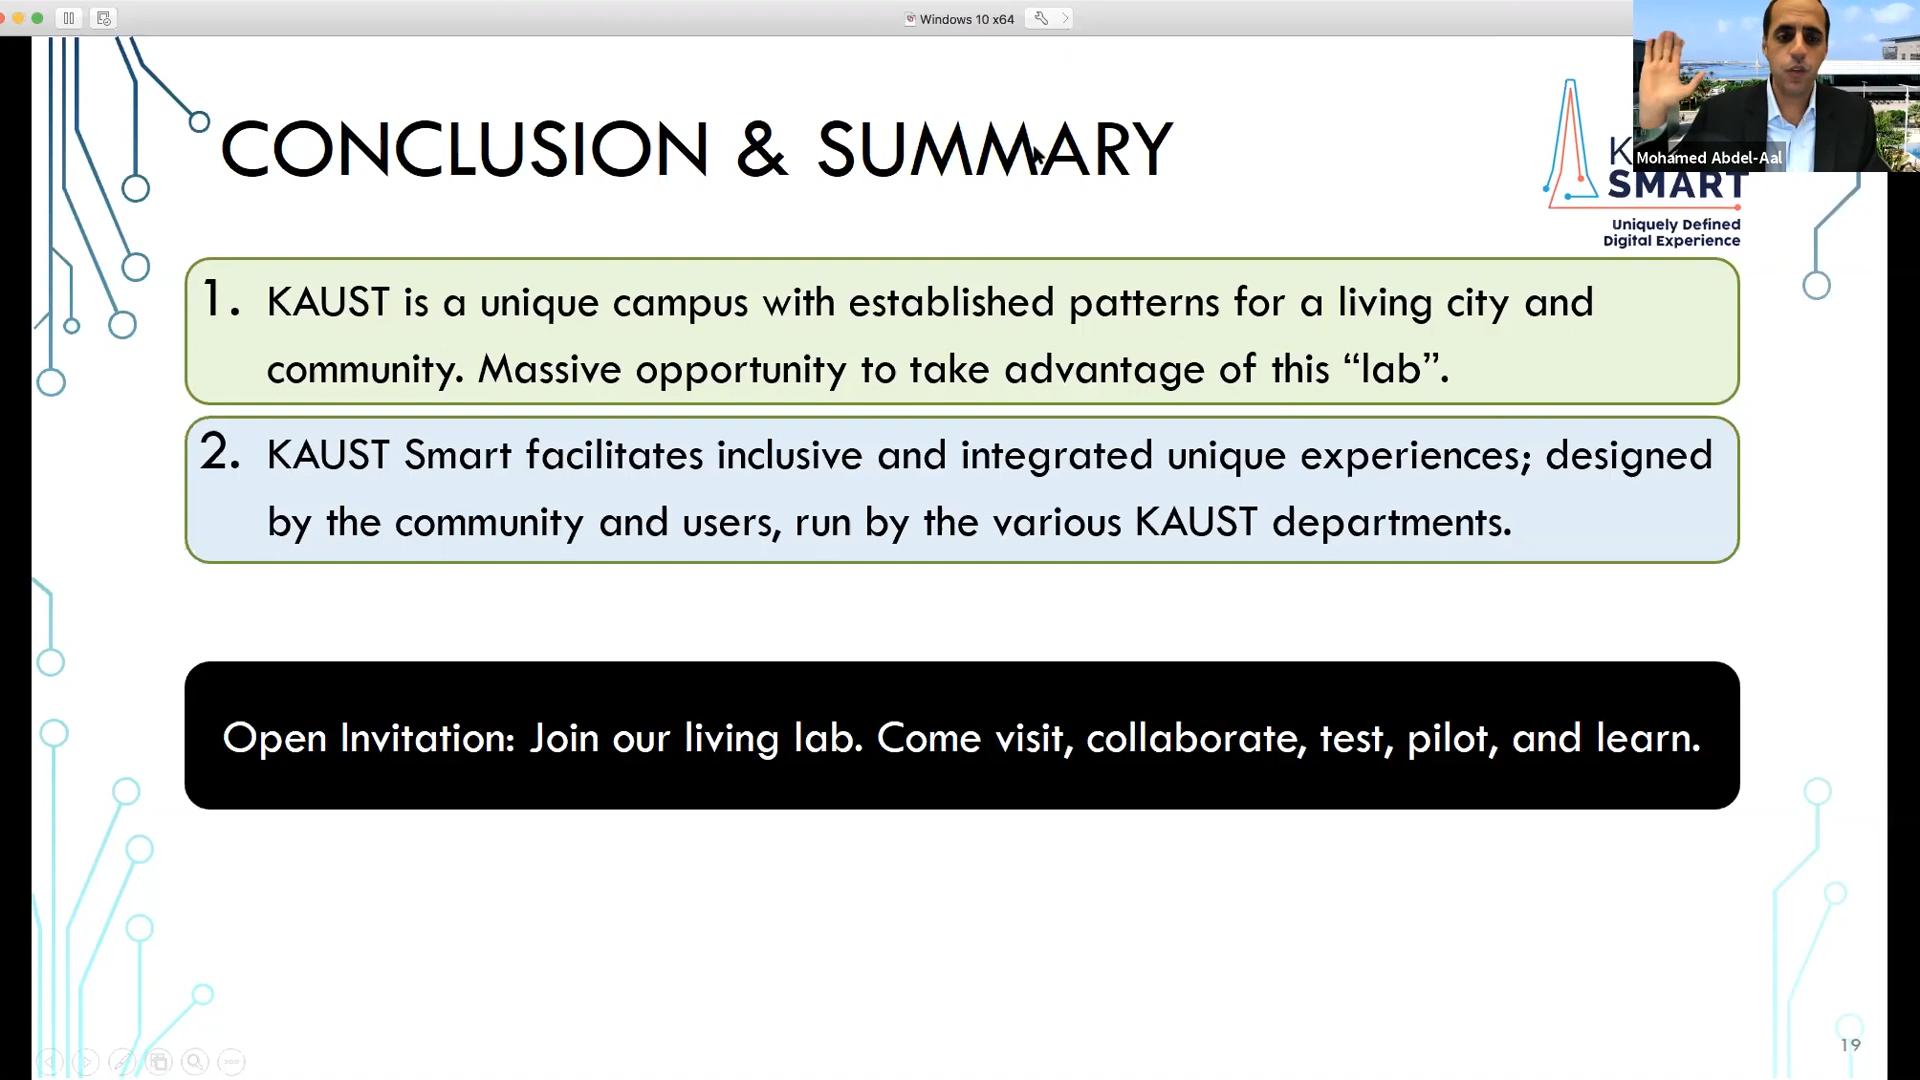 Windows 10 x64
CONCLUSION & SUMMARY
Mohamed Abdel-Aal
SMART
Uniquely Defined
Digital Experience
1. KAUST is a unique campus with established patterns for a living city and
community. Massive opportunity to take advantage of this “lab”.
2. KAUST Smart facilitates inclusive and integrated unique experiences; designed
by the community and users, run by the various KAUST departments.
Open Invitation: Join our living lab. Come visit, collaborate, test, pilot, and learn.
19